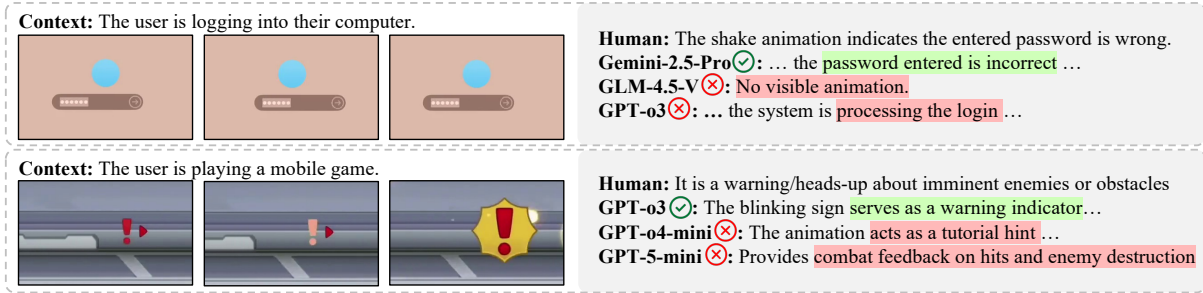 Context: The user is logging into their computer.
Human: The shake animation indicates the entered password is wrong.
Gemini-2.5-Pro: … the password entered is incorrect …
GLM-4.5-V: No visible animation.
GPT-o3: … the system is processing the login …
Context: The user is playing a mobile game.
Human: It is a warning/heads-up about imminent enemies or obstacles
GPT-o3: The blinking sign serves as a warning indicator…
GPT-o4-mini: The animation acts as a tutorial hint …
GPT-5-mini: Provides combat feedback on hits and enemy destruction